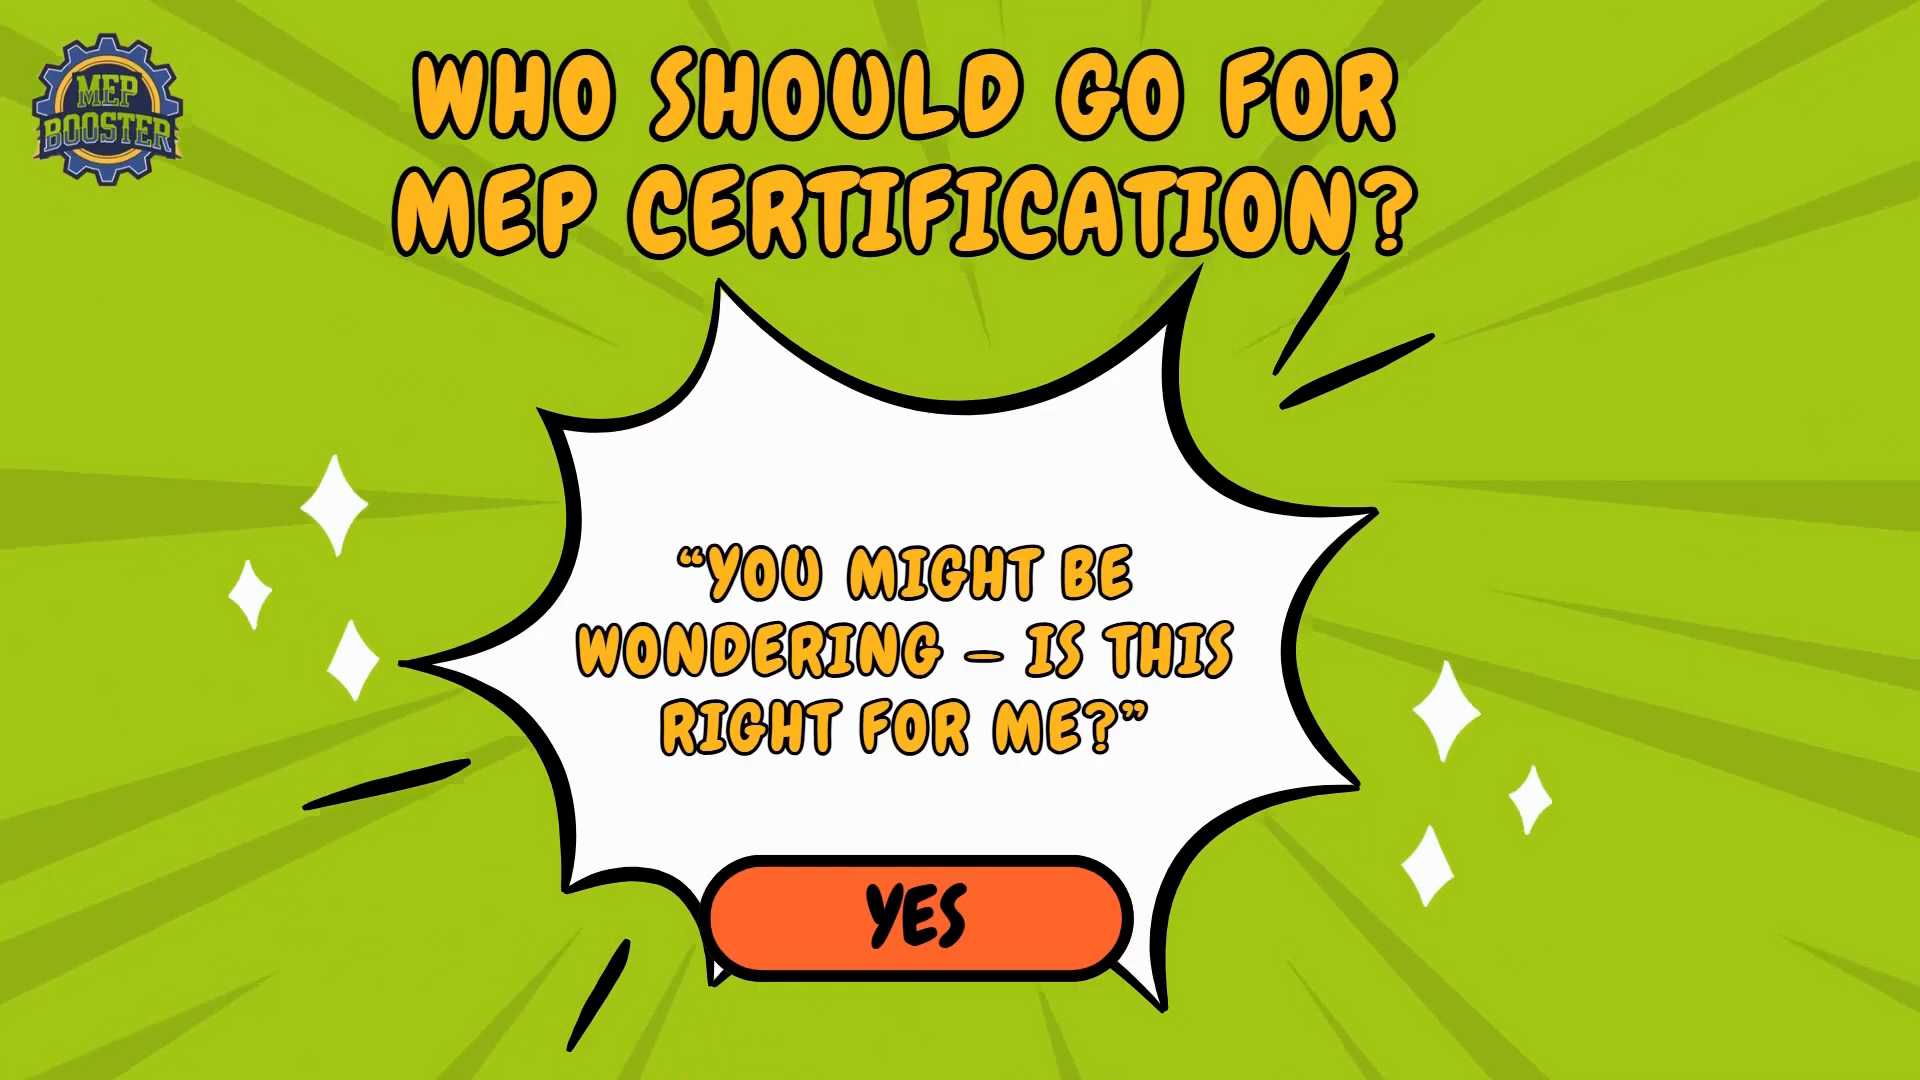 MEP
BOOSTER
WHO SHOULD GO FOR
MEP CERTIFICATION?
“YOU MIGHT BE
WONDERING – IS THIS
RIGHT FOR ME?”
YES